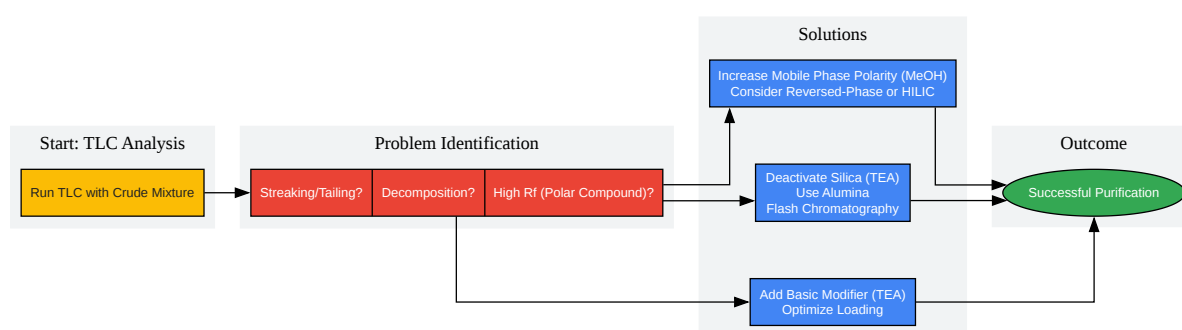 Solutions
Increase Mobile Phase Polarity (MeOH)
Consider Reversed-Phase or HILIC
Start: TLC Analysis
Problem Identification
Outcome
Run TLC with Crude Mixture
Streaking/Tailing?
Decomposition?
High Rf (Polar Compound)?
Deactivate Silica (TEA)
Use Alumina
Flash Chromatography
Successful Purification
Add Basic Modifier (TEA)
Optimize Loading